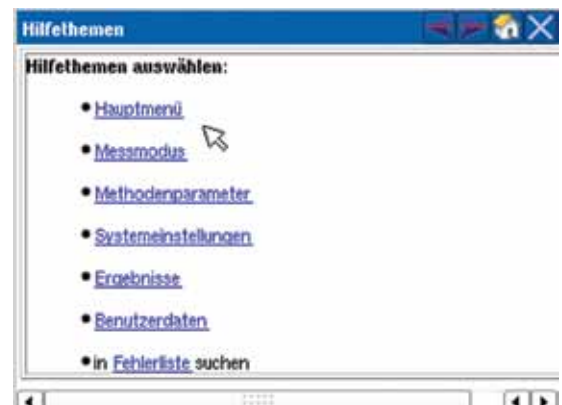 Hilfethemen
Hilfethemen auswählen:
Hauptmenü
Messmodus
Methodenparameter
Systemeinstellungen
Ergebnisse
Benutzerdaten
in Fehlerliste suchen